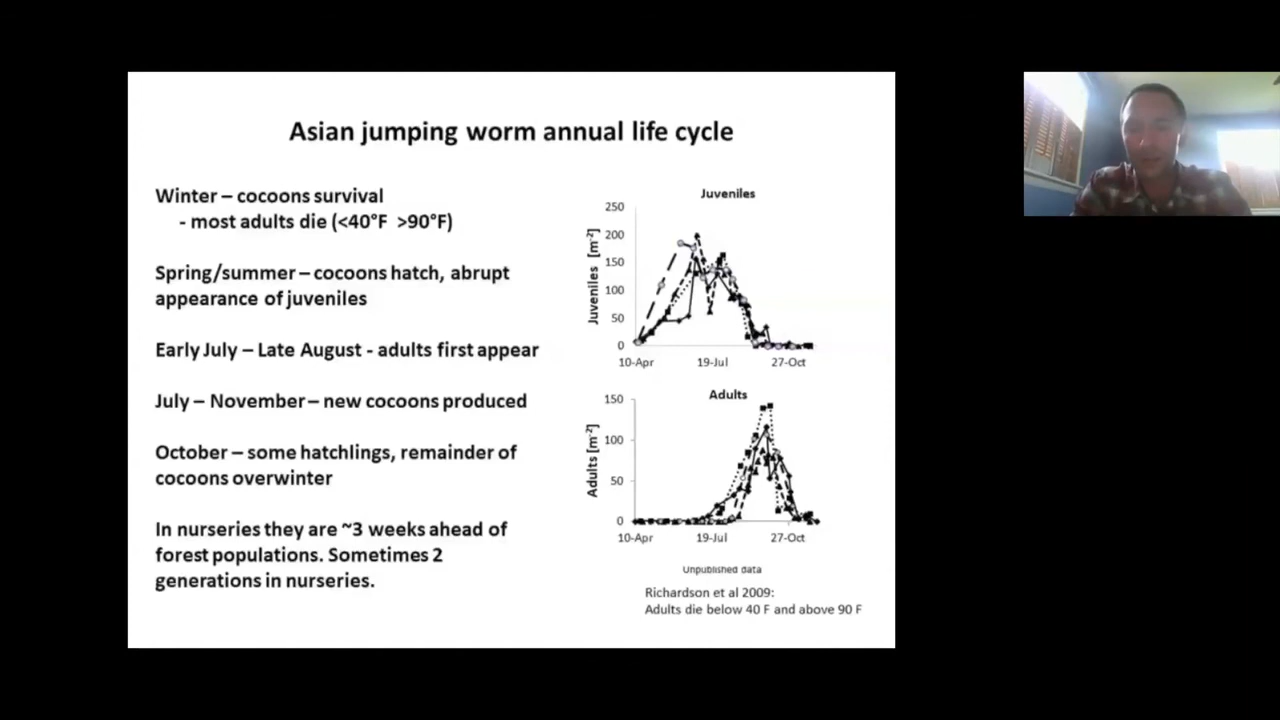 Asian jumping worm annual life cycle
Winter – cocoons survival
- most adults die (<40°F >90°F)
Spring/summer – cocoons hatch, abrupt
appearance of juveniles
Early July – Late August - adults first appear
July – November – new cocoons produced
October – some hatchlings, remainder of
cocoons overwinter
In nurseries they are ~3 weeks ahead of
forest populations. Sometimes 2
generations in nurseries.
Juveniles
Juveniles [m⁻²]
250
200
150
100
50
0
10-Apr 19-Jul 27-Oct
Adults
Adults [m⁻²]
150
100
50
0
10-Apr 19-Jul 27-Oct
Unpublished data
Richardson et al 2009:
Adults die below 40 F and above 90 F